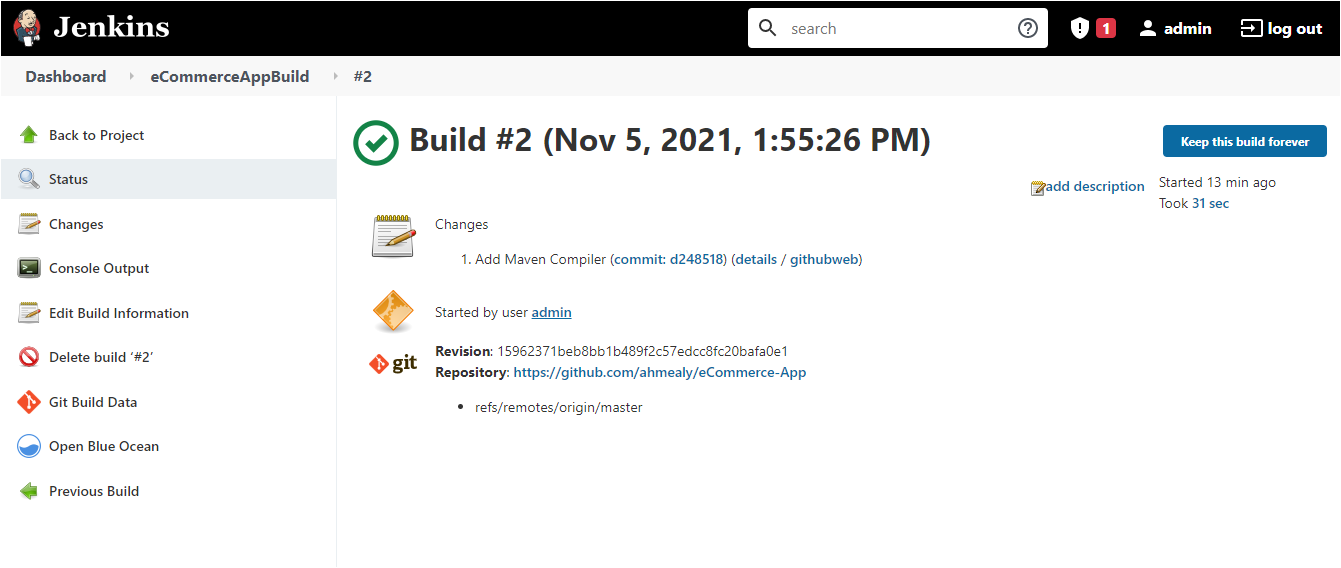 Jenkins
search
1
admin
log out
Dashboard
eCommerceAppBuild
#2
Back to Project
Status
Changes
Console Output
Edit Build Information
Delete build ‘#2’
Git Build Data
Open Blue Ocean
Previous Build
Build #2 (Nov 5, 2021, 1:55:26 PM)
Keep this build forever
add description
Started 13 min ago
Took 31 sec
Changes
1. Add Maven Compiler (commit: d248518) (details / githubweb)
Started by user admin
git
Revision: 15962371beb8bb1b489f2c57edcc8fc20bafa0e1
Repository: https://github.com/ahmealy/eCommerce-App
• refs/remotes/origin/master